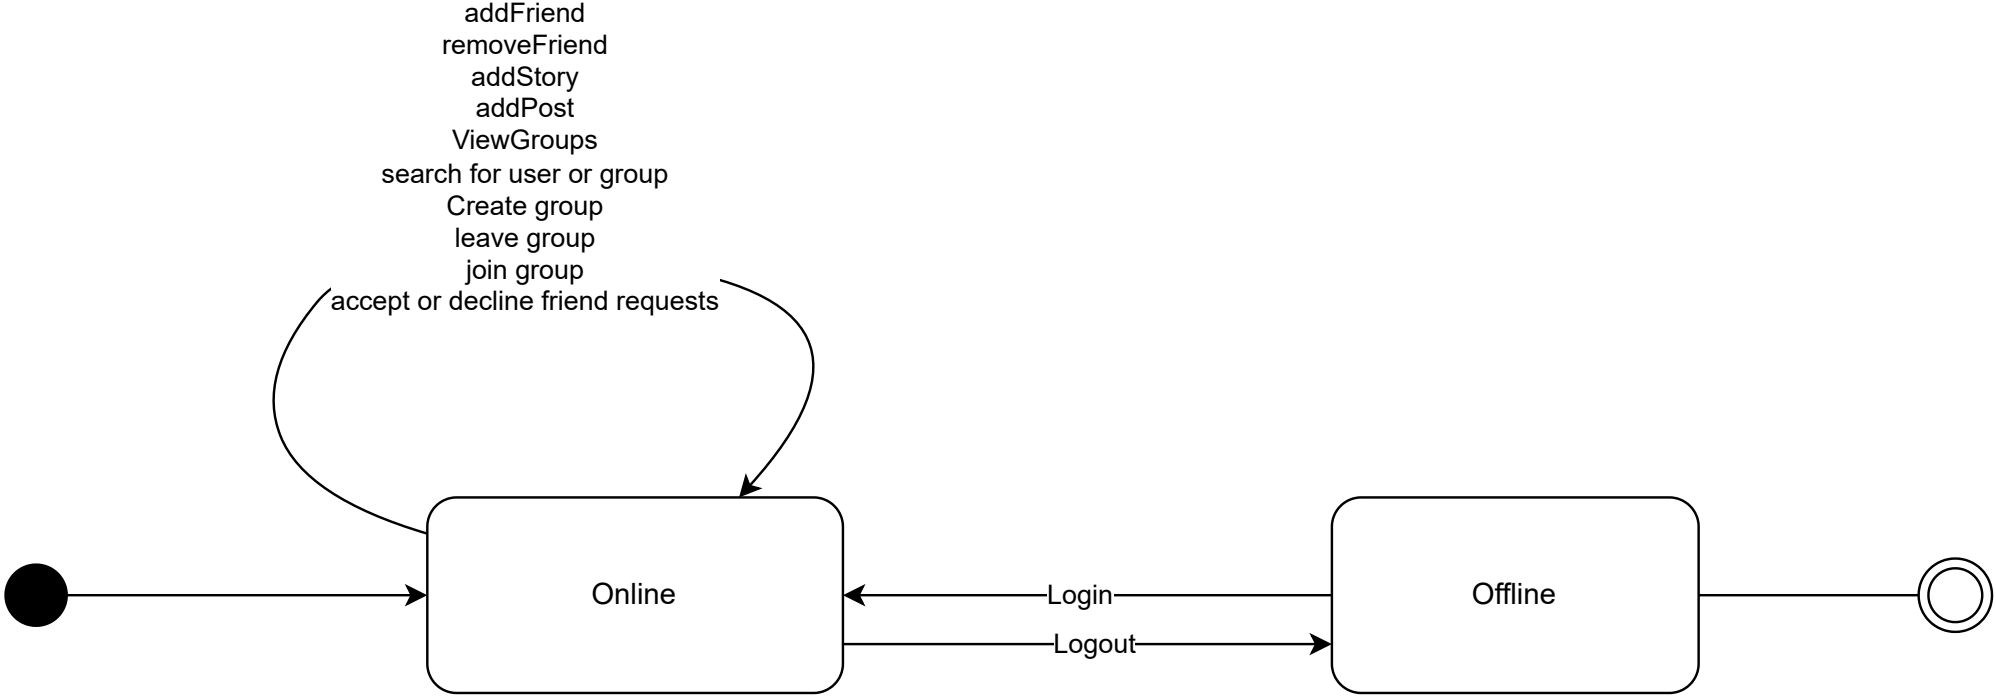 addFriend
removeFriend
addStory
addPost
ViewGroups
search for user or group
Create group
leave group
join group
accept or decline friend requests
Online
Login
Offline
Logout